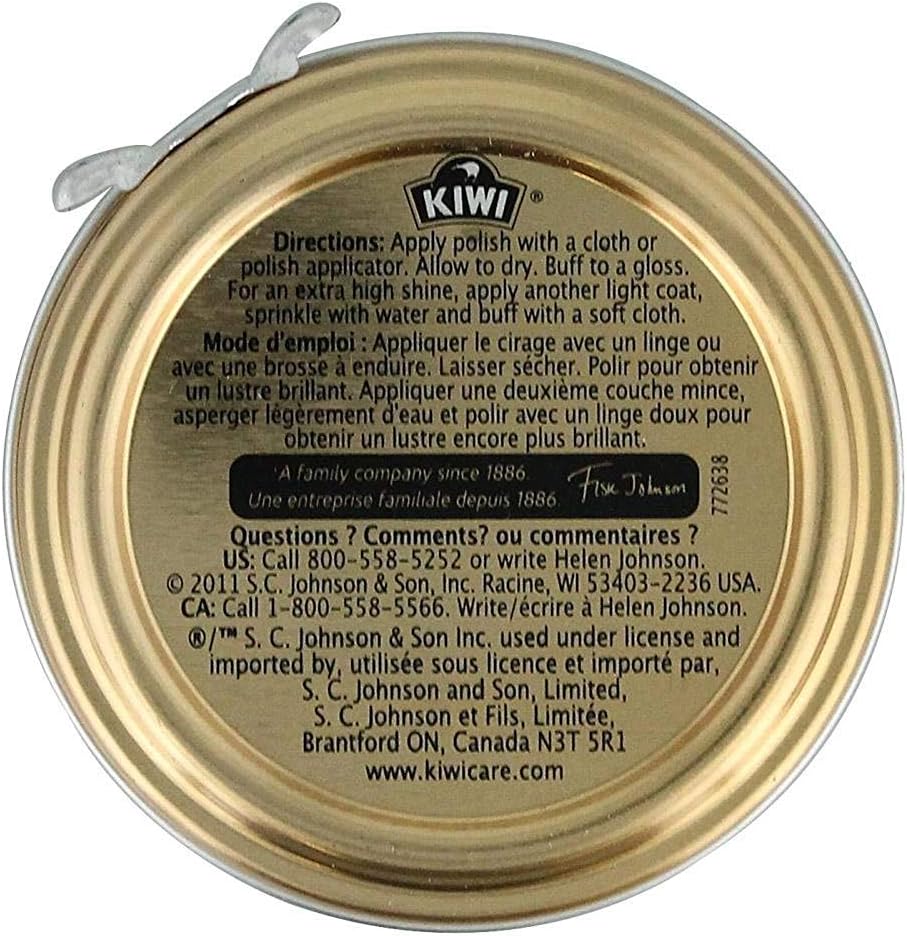 KIWI ®
Directions: Apply polish with a cloth or
polish applicator. Allow to dry. Buff to a gloss.
For an extra high shine, apply another light coat,
sprinkle with water and buff with a soft cloth.
Mode d'emploi : Appliquer le cirage avec un linge ou
avec une brosse à enduire. Laisser sécher. Polir pour obtenir
un lustre brillant. Appliquer une deuxième couche mince,
asperger légèrement d'eau et polir avec un linge doux pour
obtenir un lustre encore plus brillant.
A family company since 1886.
Une entreprise familiale depuis 1886.
Fisk Johnson
772638
Questions ? Comments? ou commentaires ?
US: Call 800-558-5252 or write Helen Johnson.
© 2011 S.C. Johnson & Son, Inc. Racine, WI 53403-2236 USA.
CA: Call 1-800-558-5566. Write/écrire à Helen Johnson.
®/™ S. C. Johnson & Son Inc. used under license and
imported by, utilisée sous licence et importé par,
S. C. Johnson and Son, Limited,
S. C. Johnson et Fils, Limitée,
Brantford ON, Canada N3T 5R1
www.kiwicare.com